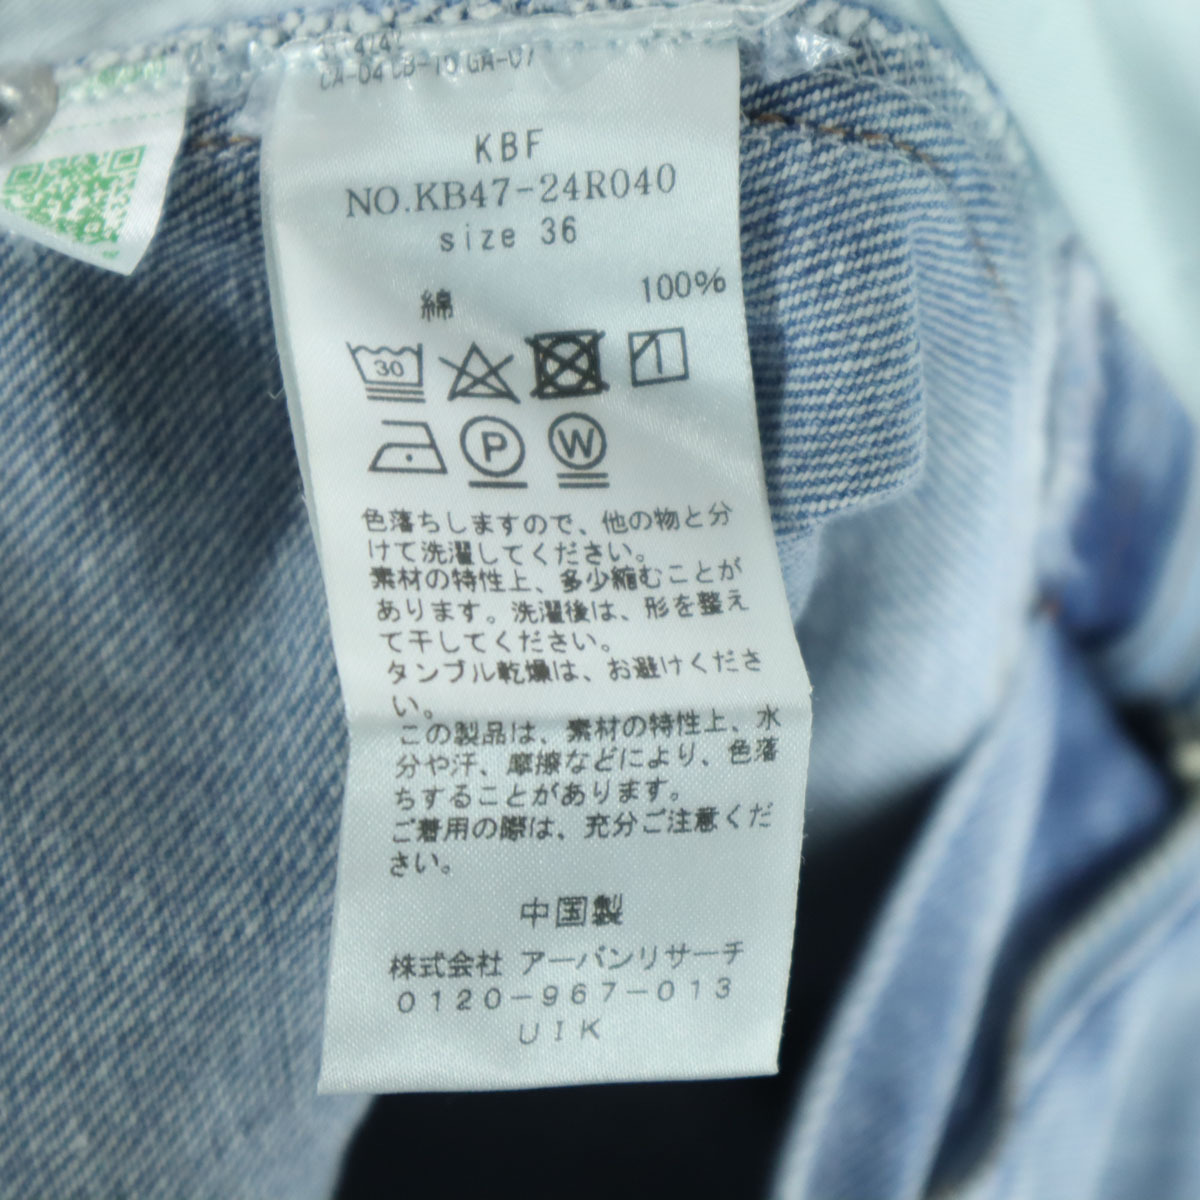 CA-04 CB-10 GA-07
KBF
NO.KB47-24R040
size 36
綿 100%
30
P W
色落ちしますので、他の物と分
けて洗濯してください。
素材の特性上、多少縮むことが
あります。洗濯後は、形を整え
て干してください。
タンブル乾燥は、お避けくださ
い。
この製品は、素材の特性上、水
分や汗、摩擦などにより、色落
ちすることがあります。
ご着用の際は、充分ご注意くだ
さい。
中国製
株式会社 アーバンリサーチ
0120-967-013
UIK